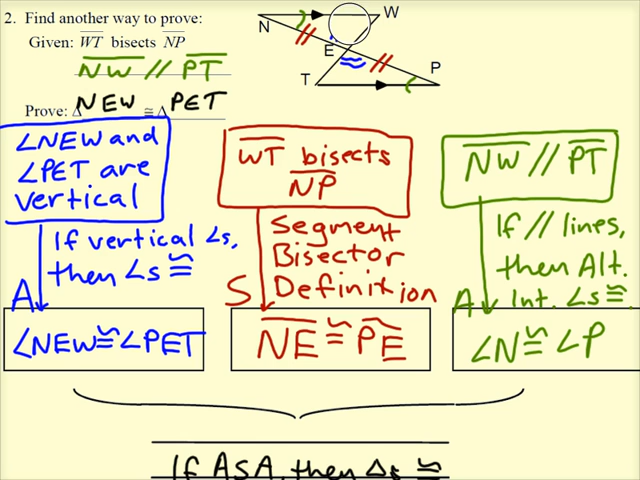 2. Find another way to prove:
Given: WT bisects NP
NW // PT
Prove: Δ NEW ≅ Δ PET
N
W
E
T
P
∠NEW and
∠PET are
vertical
WT bisects
NP
NW // PT
If vertical ∠s,
then ∠s ≅
A
Segment
Bisector
Definition
S
If // lines,
then Alt.
Int. ∠s ≅.
A
∠NEW ≅ ∠PET
NE ≅ PE
∠N ≅ ∠P
If ASA, then Δs ≅